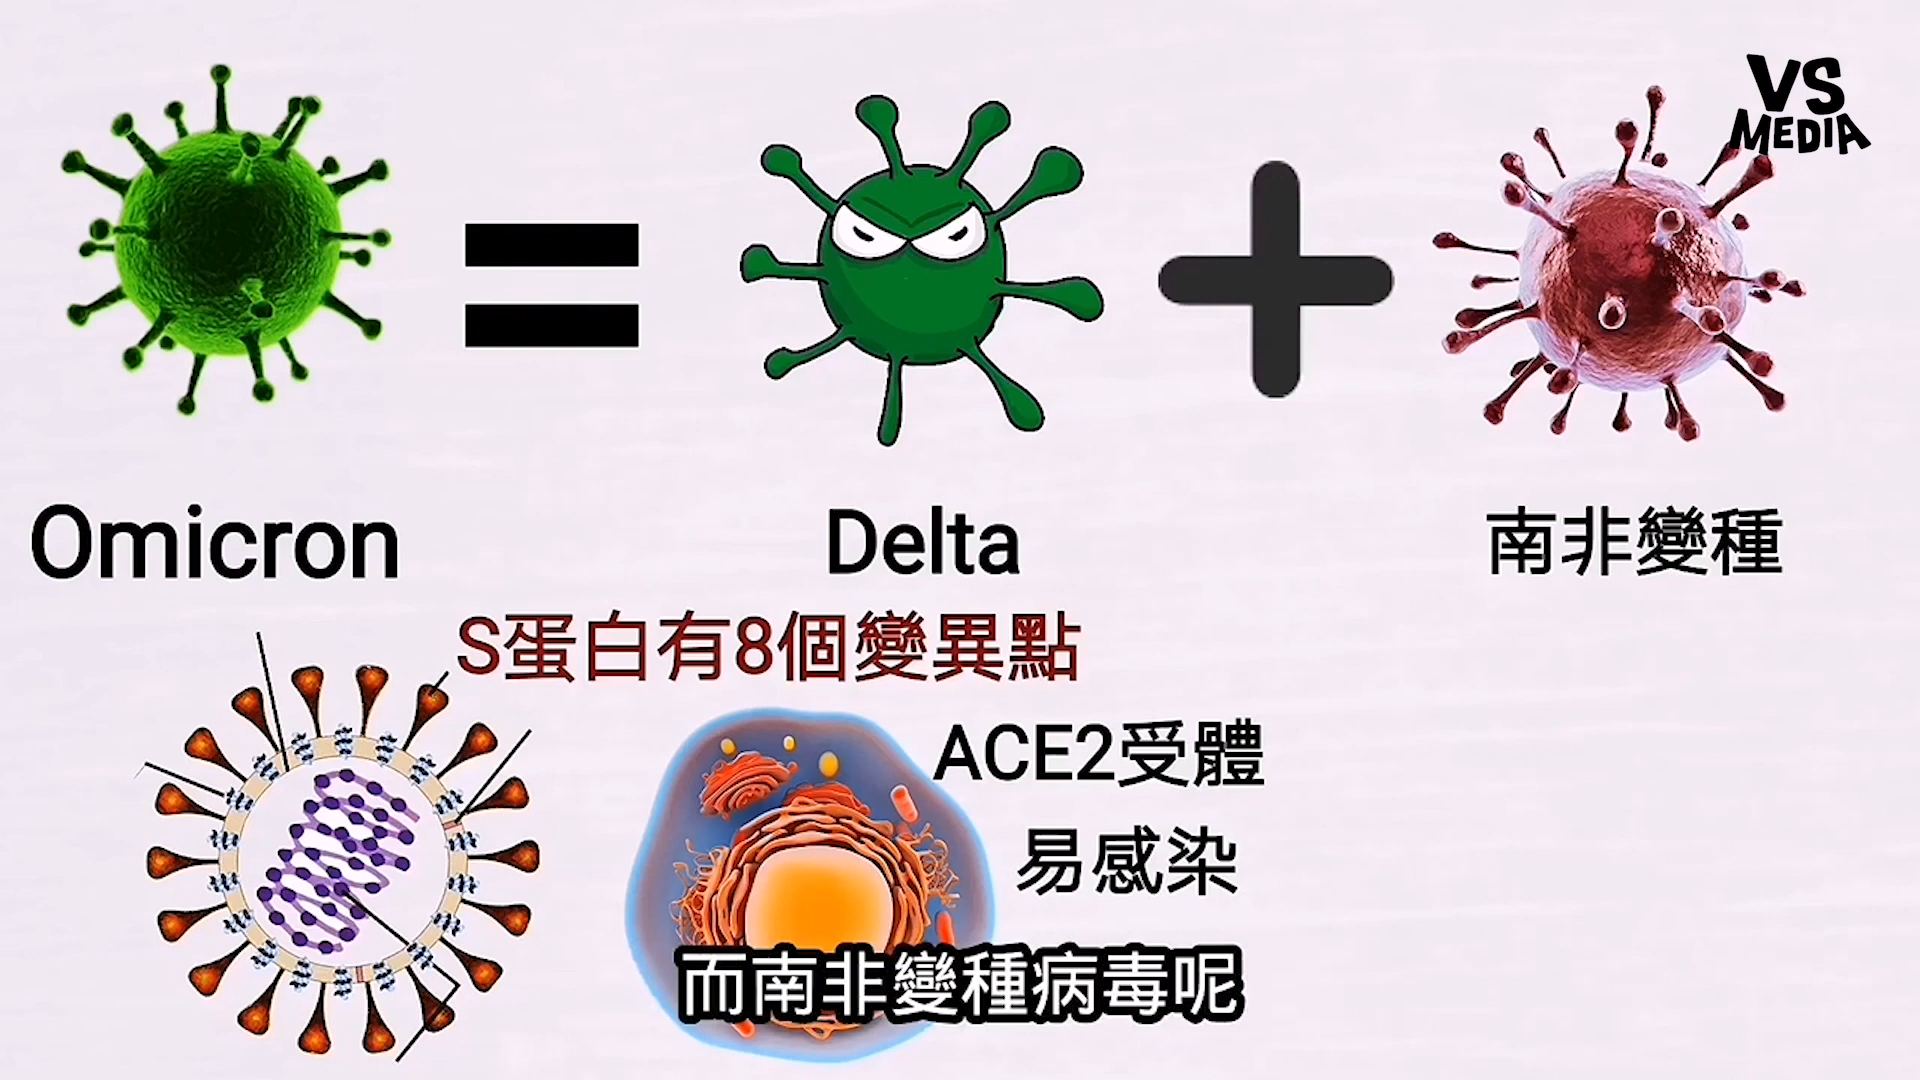 VS
MEDIA
Omicron
Delta
南非變種
S蛋白有8個變異點
ACE2受體
易感染
而南非變種病毒呢